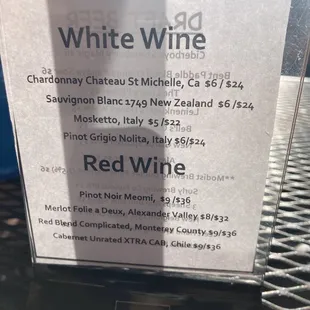 White Wine
Chardonnay Chateau St Michelle, Ca $6 / $24
Sauvignon Blanc 1749 New Zealand $6 /$24
Mosketto, Italy $5 /$22
Pinot Grigio Nolita, Italy $6/$24
Red Wine
Pinot Noir Meomi, $9 /$36
Merlot Folie a Deux, Alexander Valley $8/$32
Red Blend Complicated, Monterey County $9/$36
Cabernet Unrated XTRA CAB, Chile $9/$36